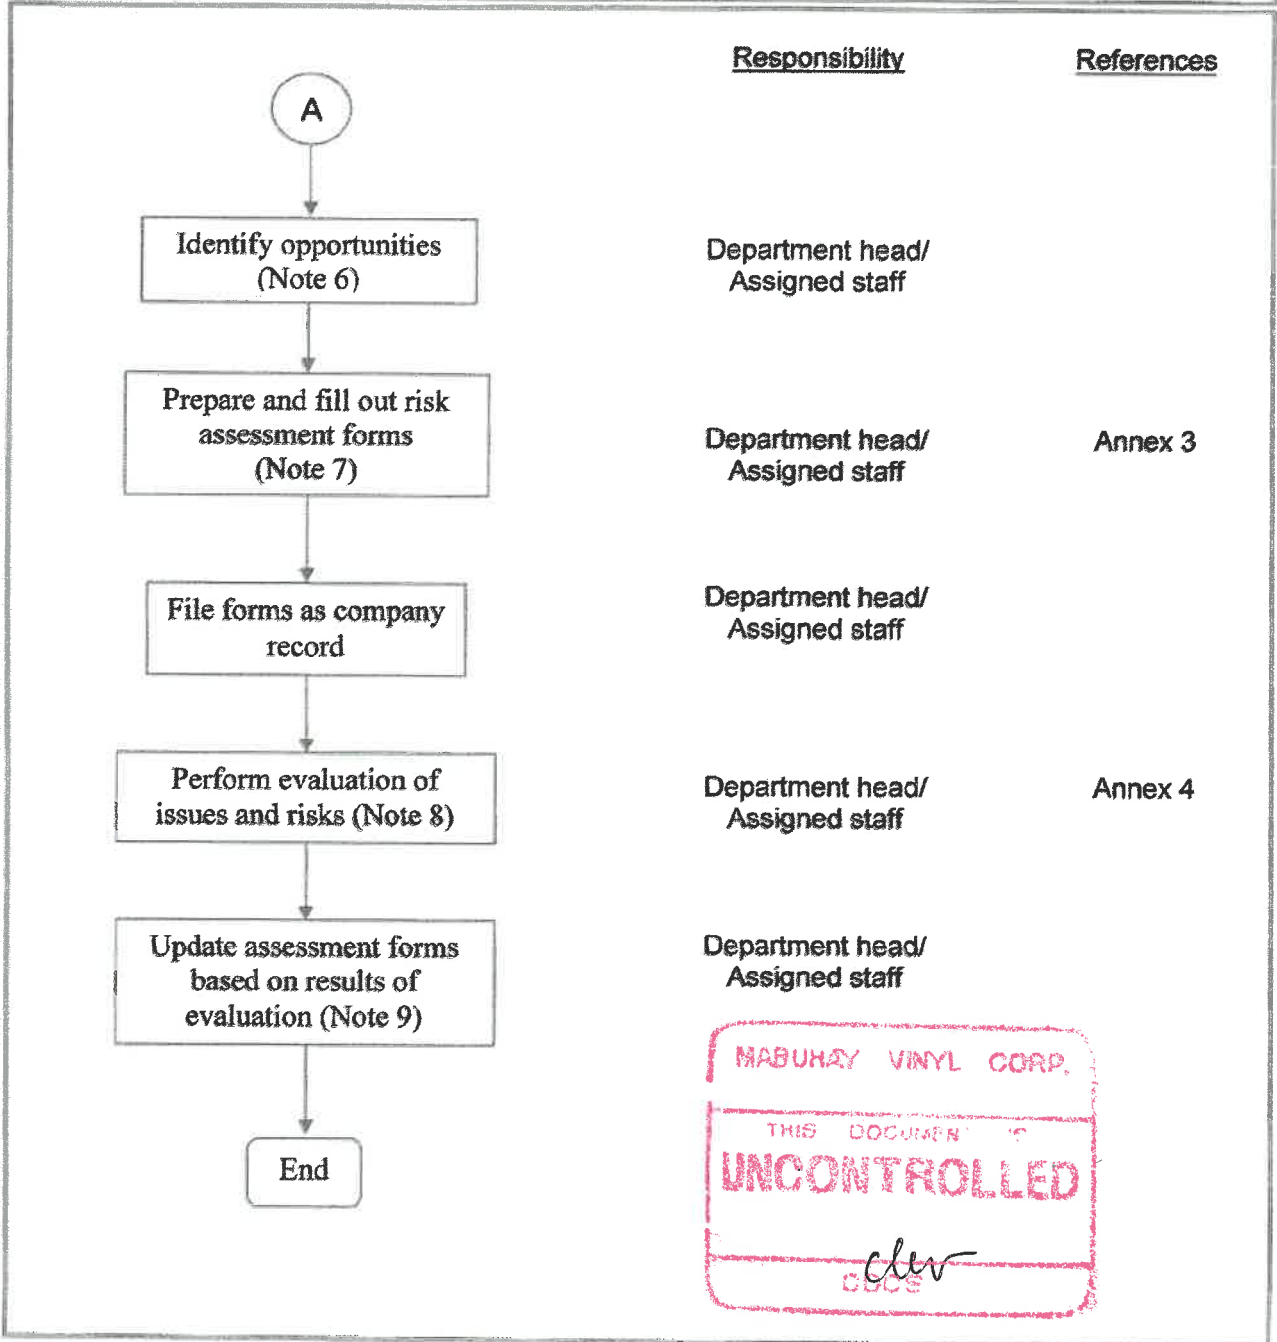 Responsibility References
A
Identify opportunities
(Note 6)
Department head/
Assigned staff
Prepare and fill out risk
assessment forms
(Note 7)
Department head/
Assigned staff
Annex 3
File forms as company
record
Department head/
Assigned staff
Perform evaluation of
issues and risks (Note 8)
Department head/
Assigned staff
Annex 4
Update assessment forms
based on results of
evaluation (Note 9)
Department head/
Assigned staff
End
MABUHAY VINYL CORP.
THIS DOCUMENT IS
UNCONTROLLED